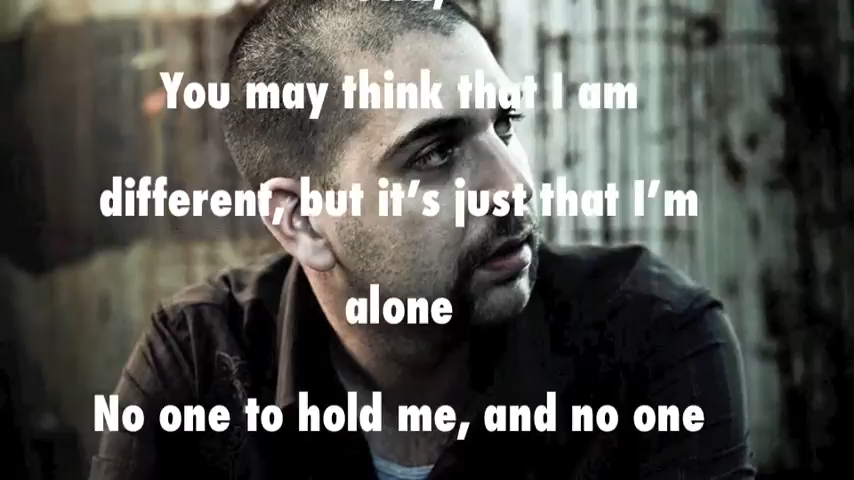 You may think that I am
different, but it's just that I'm
alone
No one to hold me, and no one